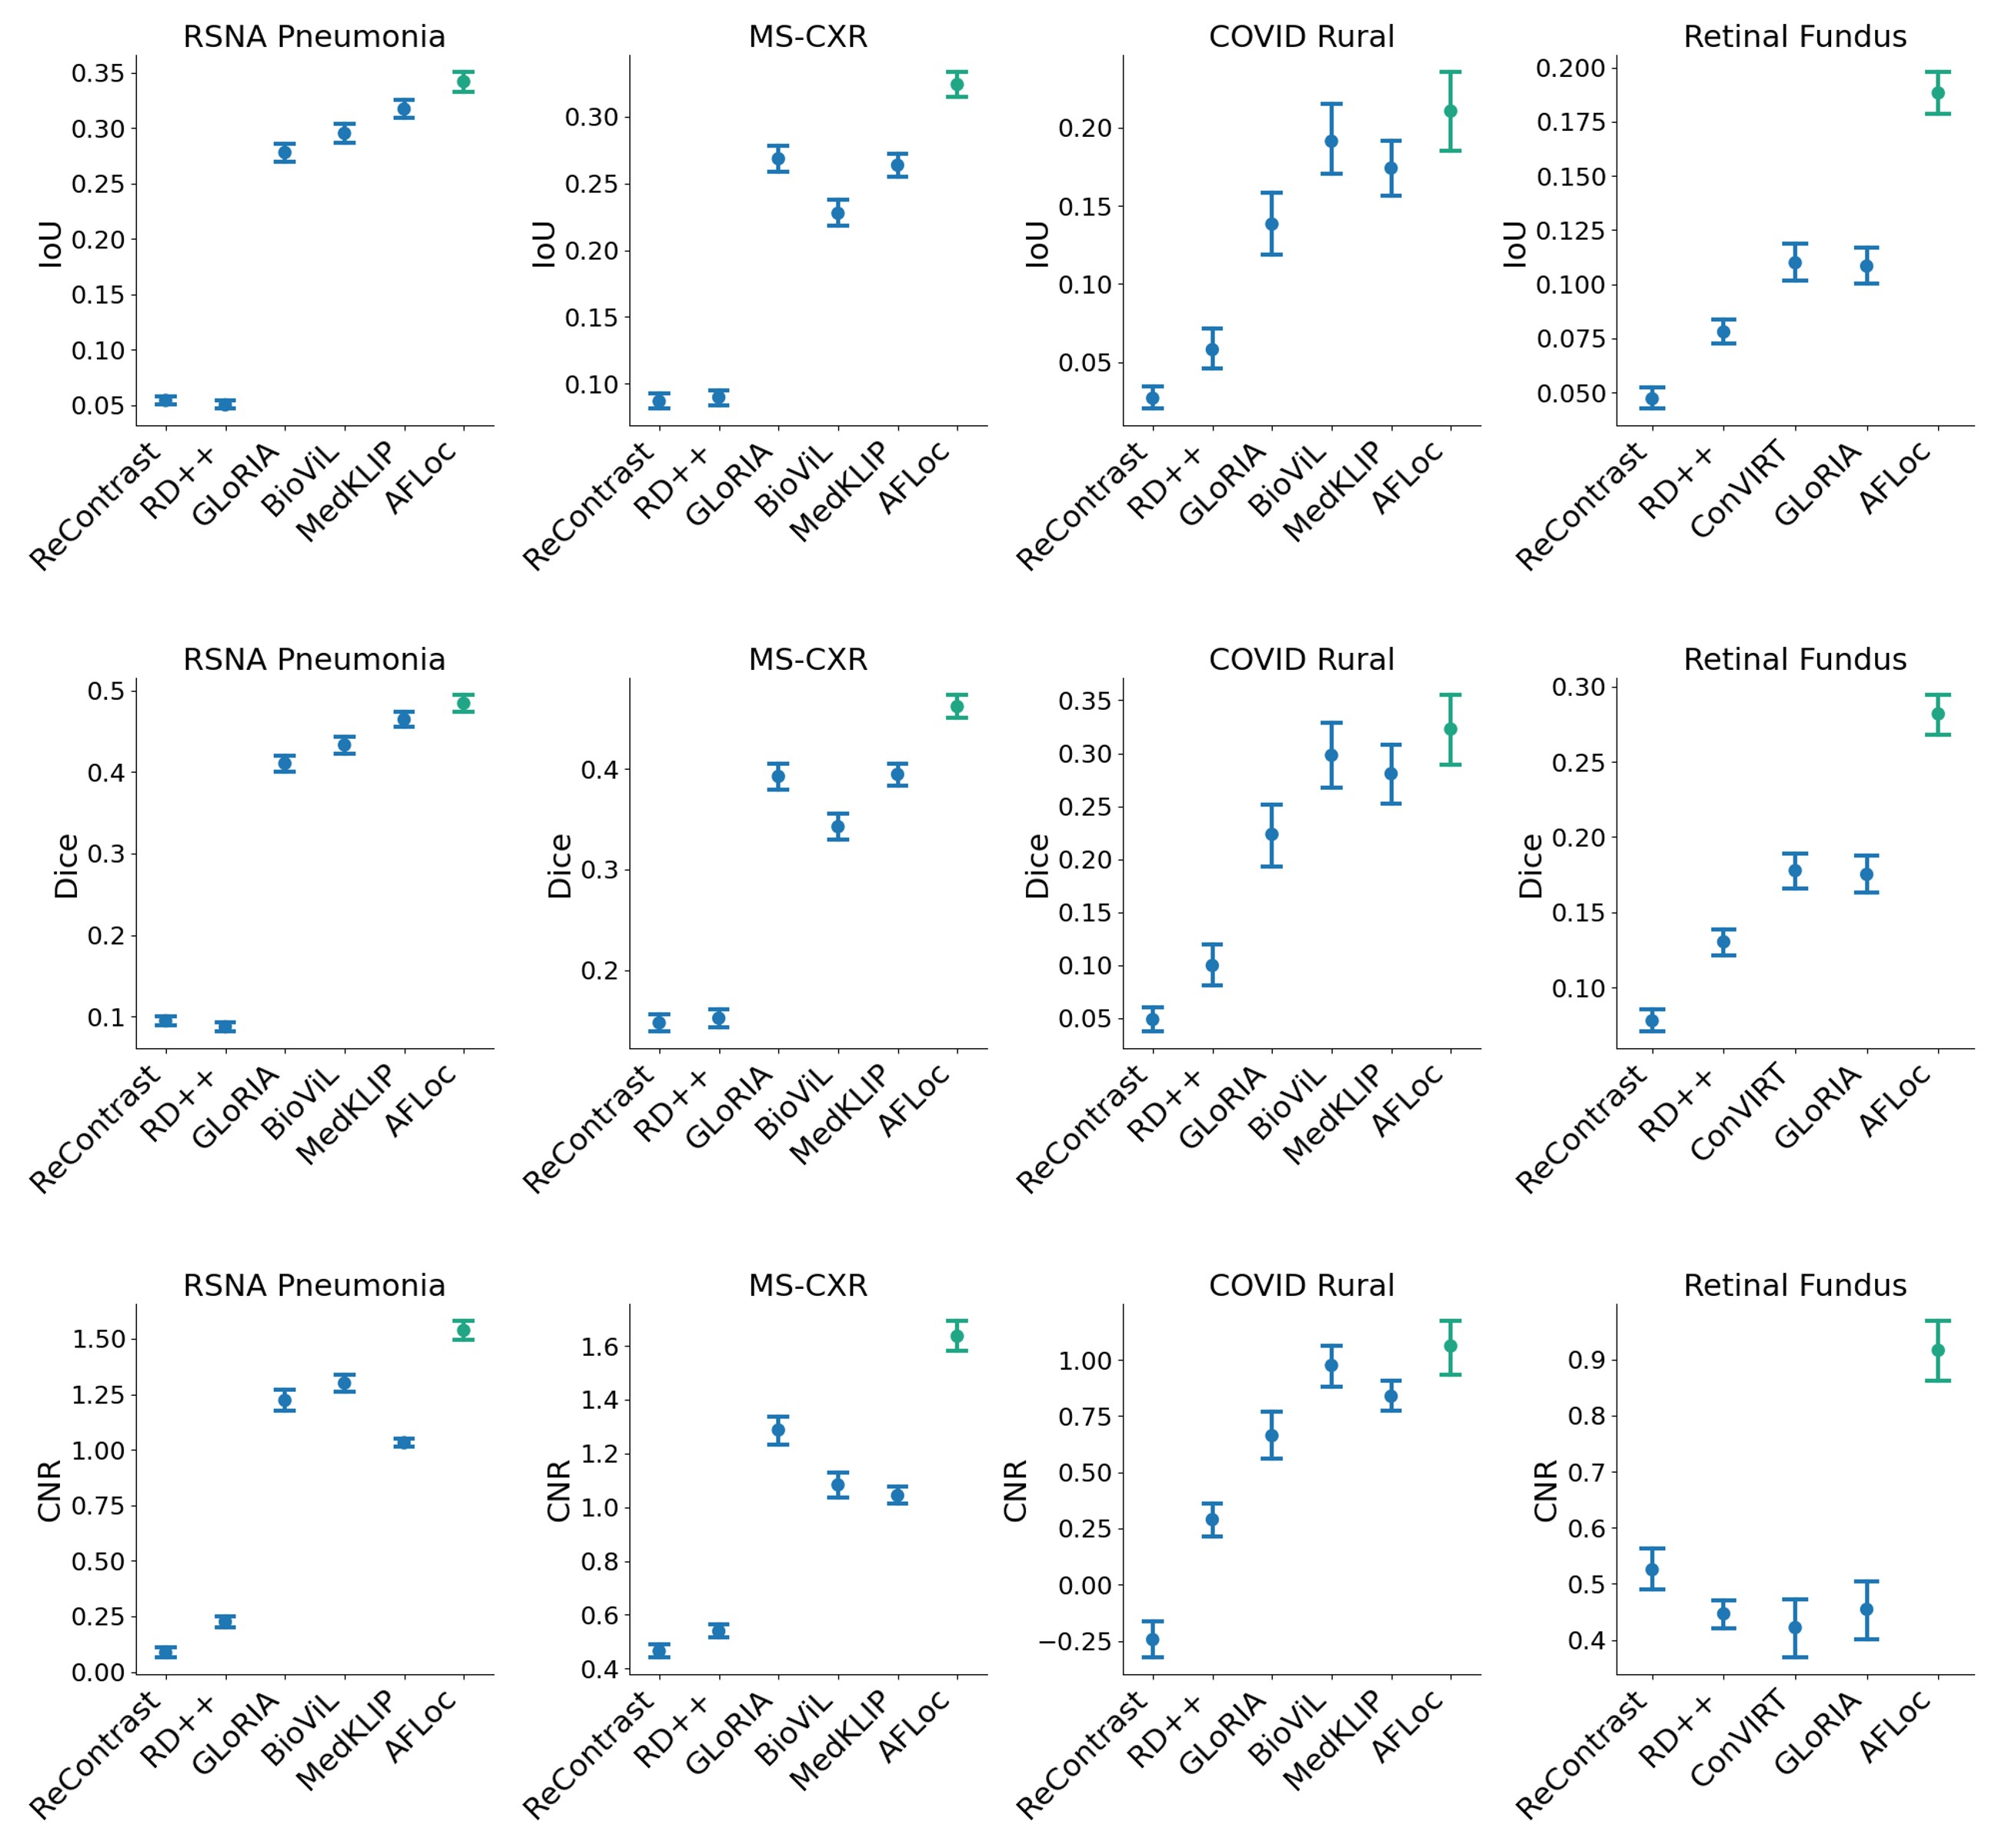 RSNA Pneumonia
0.35
0.30
0.25
0.20
0.15
0.10
0.05
IoU
ReContrast
RD++
GLoRIA
BioViL
MedKLIP
AFLoc
MS-CXR
0.30
0.25
0.20
0.15
0.10
IoU
ReContrast
RD++
GLoRIA
BioViL
MedKLIP
AFLoc
COVID Rural
0.20
0.15
0.10
0.05
IoU
ReContrast
RD++
GLoRIA
BioViL
MedKLIP
AFLoc
Retinal Fundus
0.200
0.175
0.150
0.125
0.100
0.075
0.050
IoU
ReContrast
RD++
ConVIRT
GLoRIA
AFLoc
RSNA Pneumonia
0.5
0.4
0.3
0.2
0.1
Dice
ReContrast
RD++
GLoRIA
BioViL
MedKLIP
AFLoc
MS-CXR
0.4
0.3
0.2
Dice
ReContrast
RD++
GLoRIA
BioViL
MedKLIP
AFLoc
COVID Rural
0.35
0.30
0.25
0.20
0.15
0.10
0.05
Dice
ReContrast
RD++
GLoRIA
BioViL
MedKLIP
AFLoc
Retinal Fundus
0.30
0.25
0.20
0.15
0.10
Dice
ReContrast
RD++
ConVIRT
GLoRIA
AFLoc
RSNA Pneumonia
1.50
1.25
1.00
0.75
0.50
0.25
0.00
CNR
ReContrast
RD++
GLoRIA
BioViL
MedKLIP
AFLoc
MS-CXR
1.6
1.4
1.2
1.0
0.8
0.6
0.4
CNR
ReContrast
RD++
GLoRIA
BioViL
MedKLIP
AFLoc
COVID Rural
1.00
0.75
0.50
0.25
0.00
−0.25
CNR
ReContrast
RD++
GLoRIA
BioViL
MedKLIP
AFLoc
Retinal Fundus
0.9
0.8
0.7
0.6
0.5
0.4
CNR
ReContrast
RD++
ConVIRT
GLoRIA
AFLoc